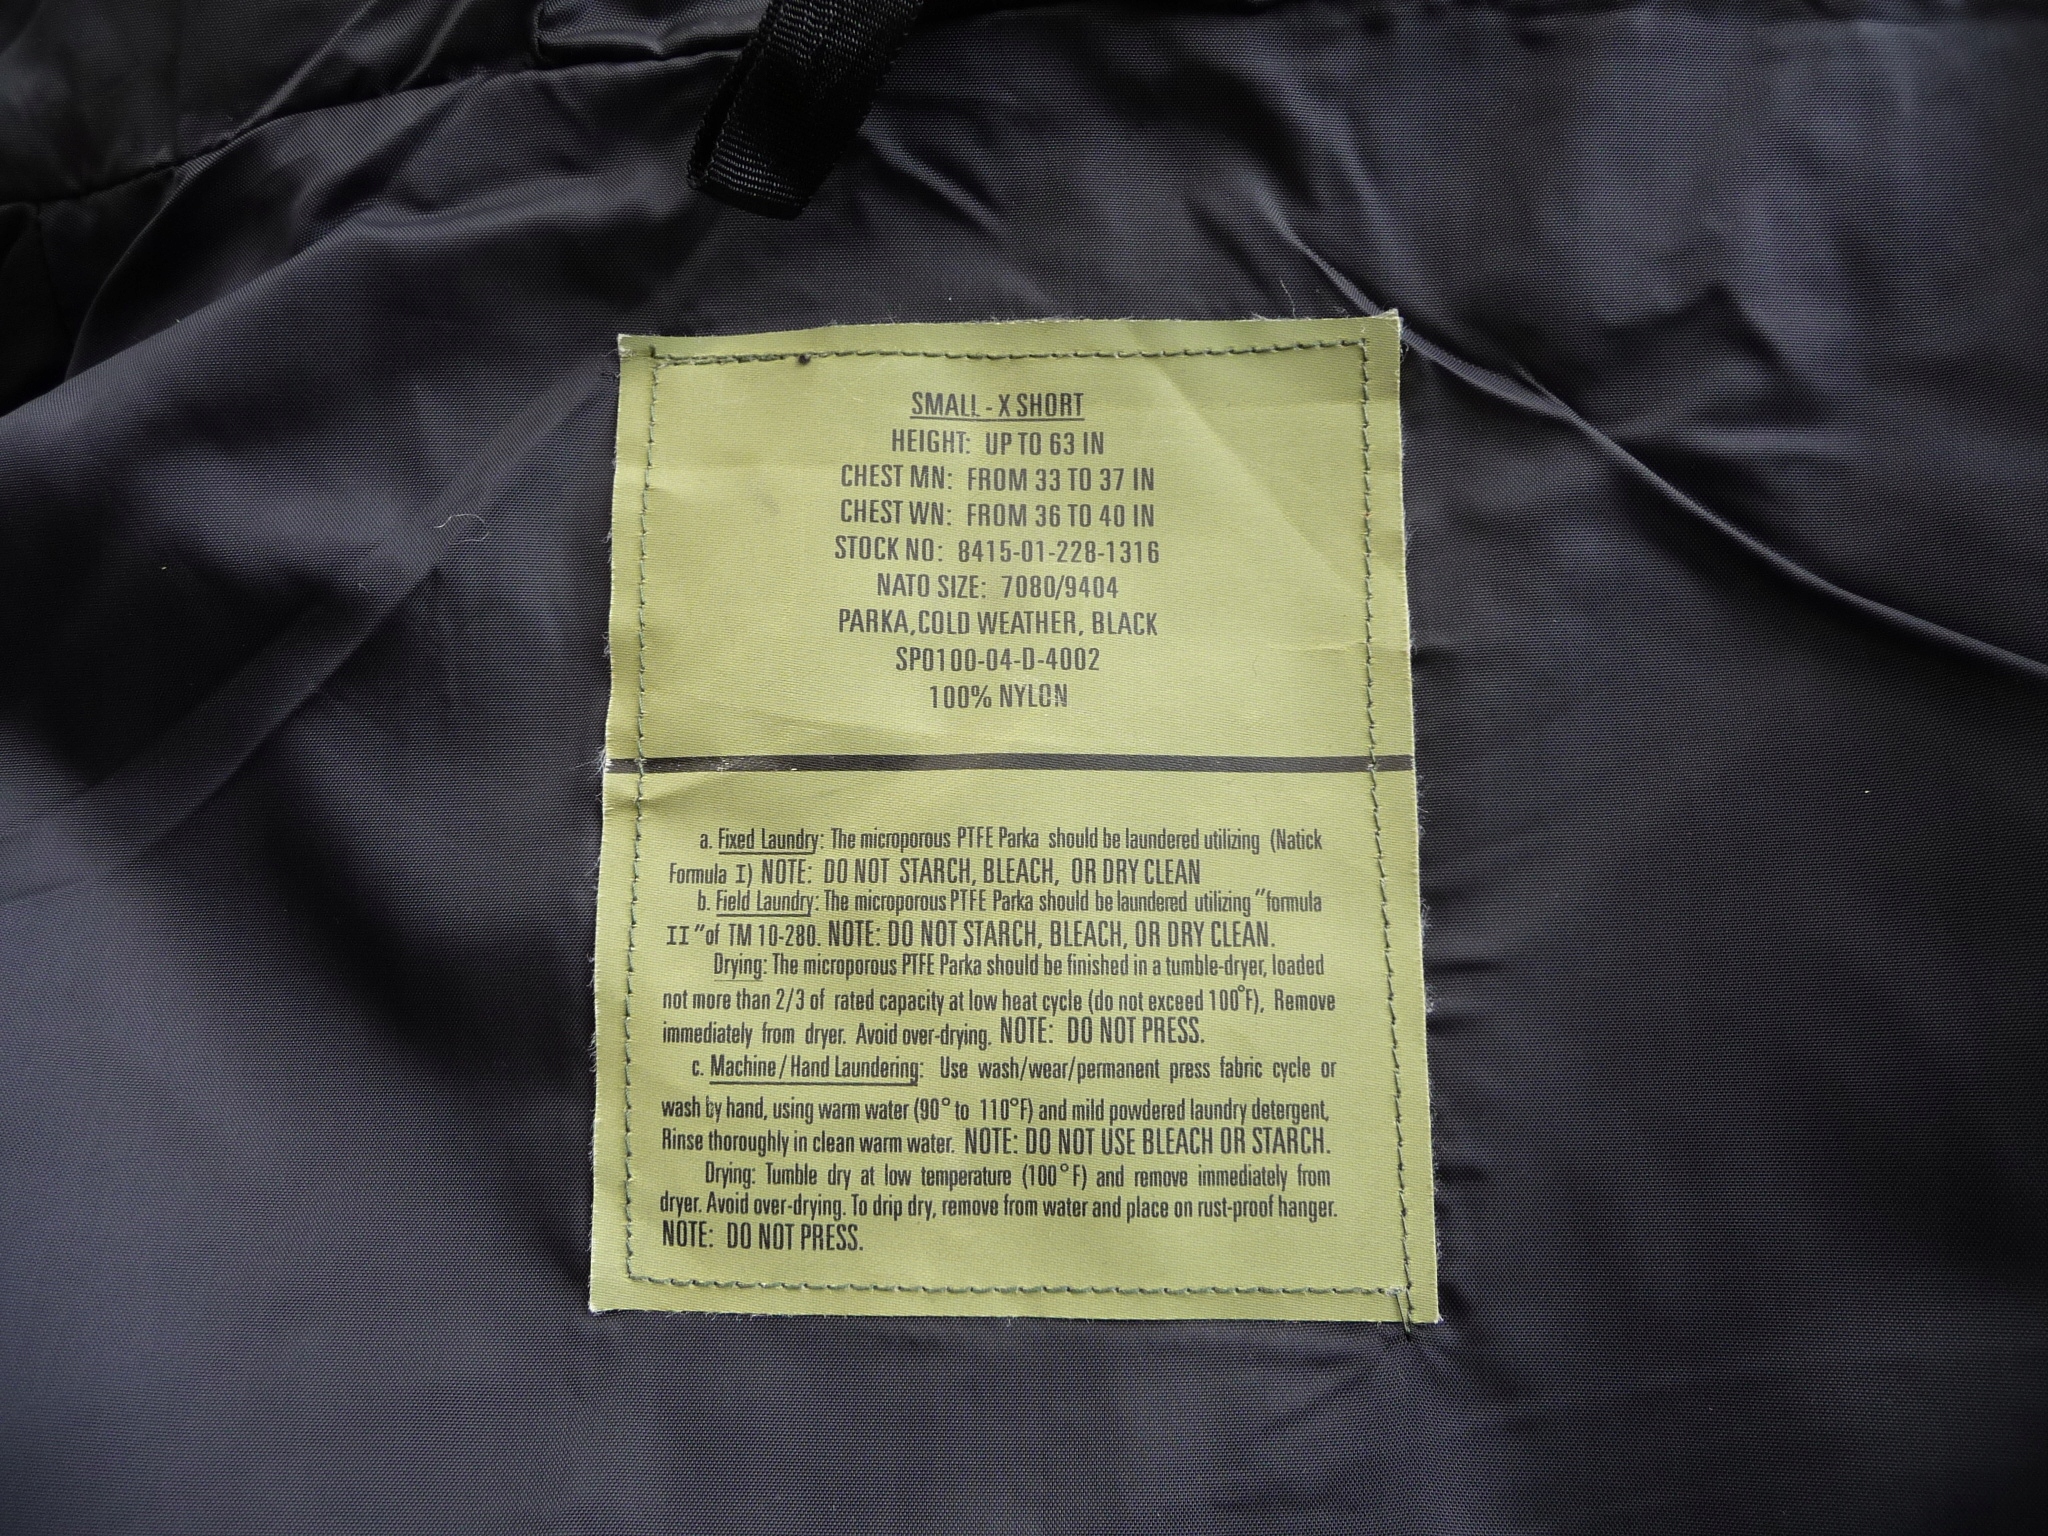 SMALL - X SHORT
HEIGHT: UP TO 63 IN
CHEST MN: FROM 33 TO 37 IN
CHEST WN: FROM 36 TO 40 IN
STOCK NO: 8415-01-228-1316
NATO SIZE: 7080/9404
PARKA,COLD WEATHER, BLACK
SP0100-04-D-4002
100% NYLON
a. Fixed Laundry: The microporous PTFE Parka should be laundered utilizing (Natick
Formula I) NOTE: DO NOT STARCH, BLEACH, OR DRY CLEAN
b. Field Laundry: The microporous PTFE Parka should be laundered utilizing "formula
II" of TM 10-280. NOTE: DO NOT STARCH, BLEACH, OR DRY CLEAN.
Drying: The microporous PTFE Parka should be finished in a tumble-dryer, loaded
not more than 2/3 of rated capacity at low heat cycle (do not exceed 100°F), Remove
immediately from dryer. Avoid over-drying. NOTE: DO NOT PRESS.
c. Machine/Hand Laundering: Use wash/wear/permanent press fabric cycle or
wash by hand, using warm water (90° to 110°F) and mild powdered laundry detergent,
Rinse thoroughly in clean warm water. NOTE: DO NOT USE BLEACH OR STARCH.
Drying: Tumble dry at low temperature (100°F) and remove immediately from
dryer. Avoid over-drying. To drip dry, remove from water and place on rust-proof hanger.
NOTE: DO NOT PRESS.